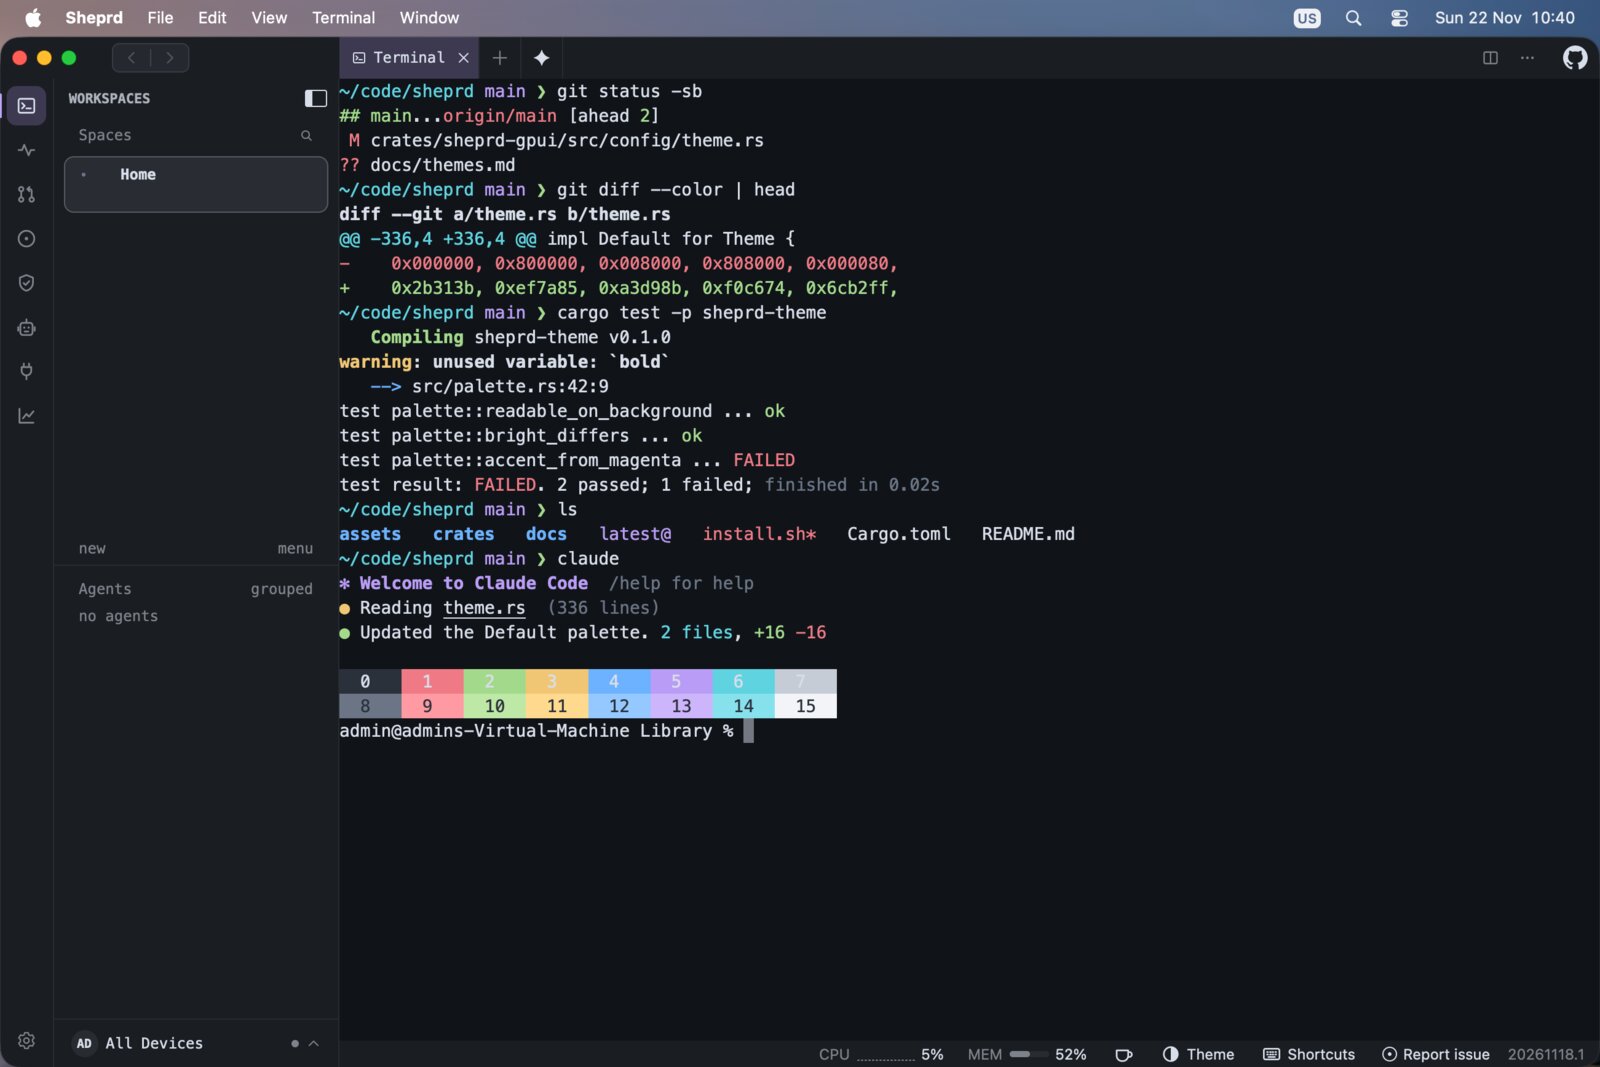 Sheprd File Edit View Terminal Window US Sun 22 Nov 10:40
Terminal
WORKSPACES
Spaces
Home
new menu
Agents grouped
no agents
AD All Devices
~/code/sheprd main ❯ git status -sb
## main...origin/main [ahead 2]
 M crates/sheprd-gpui/src/config/theme.rs
?? docs/themes.md
~/code/sheprd main ❯ git diff --color | head
diff --git a/theme.rs b/theme.rs
@@ -336,4 +336,4 @@ impl Default for Theme {
-    0x000000, 0x800000, 0x008000, 0x808000, 0x000080,
+    0x2b313b, 0xef7a85, 0xa3d98b, 0xf0c674, 0x6cb2ff,
~/code/sheprd main ❯ cargo test -p sheprd-theme
   Compiling sheprd-theme v0.1.0
warning: unused variable: `bold`
   --> src/palette.rs:42:9
test palette::readable_on_background ... ok
test palette::bright_differs ... ok
test palette::accent_from_magenta ... FAILED
test result: FAILED. 2 passed; 1 failed; finished in 0.02s
~/code/sheprd main ❯ ls
assets   crates   docs   latest@   install.sh*   Cargo.toml   README.md
~/code/sheprd main ❯ claude
* Welcome to Claude Code  /help for help
● Reading theme.rs  (336 lines)
● Updated the Default palette. 2 files, +16 -16
0 1 2 3 4 5 6 7
8 9 10 11 12 13 14 15
admin@admins-Virtual-Machine Library %
CPU 5% MEM 52% Theme Shortcuts Report issue 20261118.1